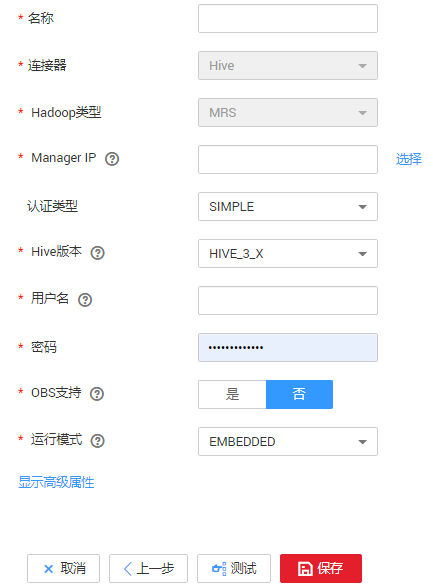 * 名称
* 连接器 Hive
* Hadoop类型 MRS
* Manager IP ? 选择
认证类型 SIMPLE
* Hive版本 ? HIVE_3_X
* 用户名 ?
* 密码 •••••••••••••
* OBS支持 ? 是 否
* 运行模式 ? EMBEDDED
显示高级属性
取消 上一步 测试 保存